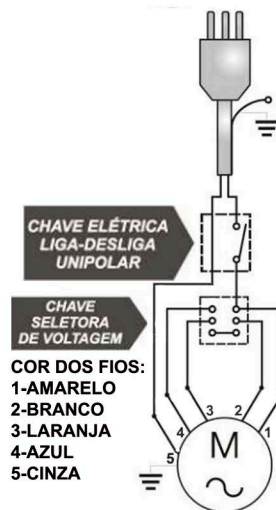 CHAVE ELÉTRICA
LIGA-DESLIGA
UNIPOLAR
CHAVE
SELETORA
DE VOLTAGEM
COR DOS FIOS:
1-AMARELO
2-BRANCO
3-LARANJA
4-AZUL
5-CINZA
3
2
4
1
5
M